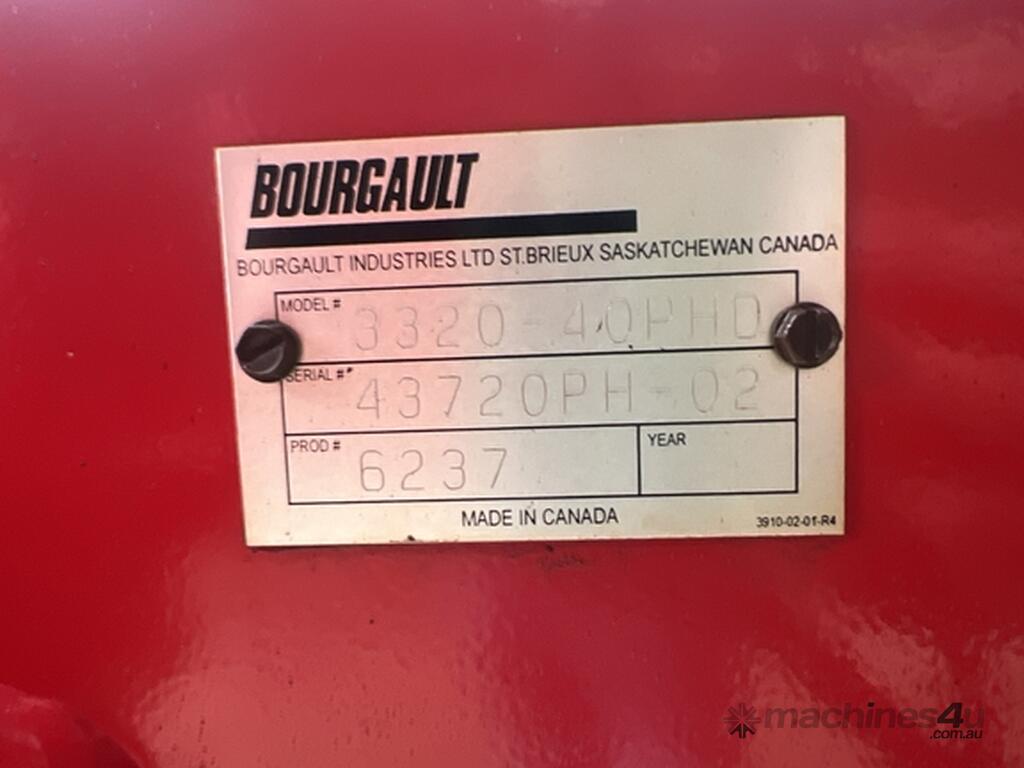 BOURGAULT
BOURGAULT INDUSTRIES LTD ST.BRIEUX SASKATCHEWAN CANADA
MODEL # 3320-40PHD
SERIAL # 43720PH-02
PROD # 6237 YEAR
MADE IN CANADA 3910-02-01-R4
machines4u
.com.au